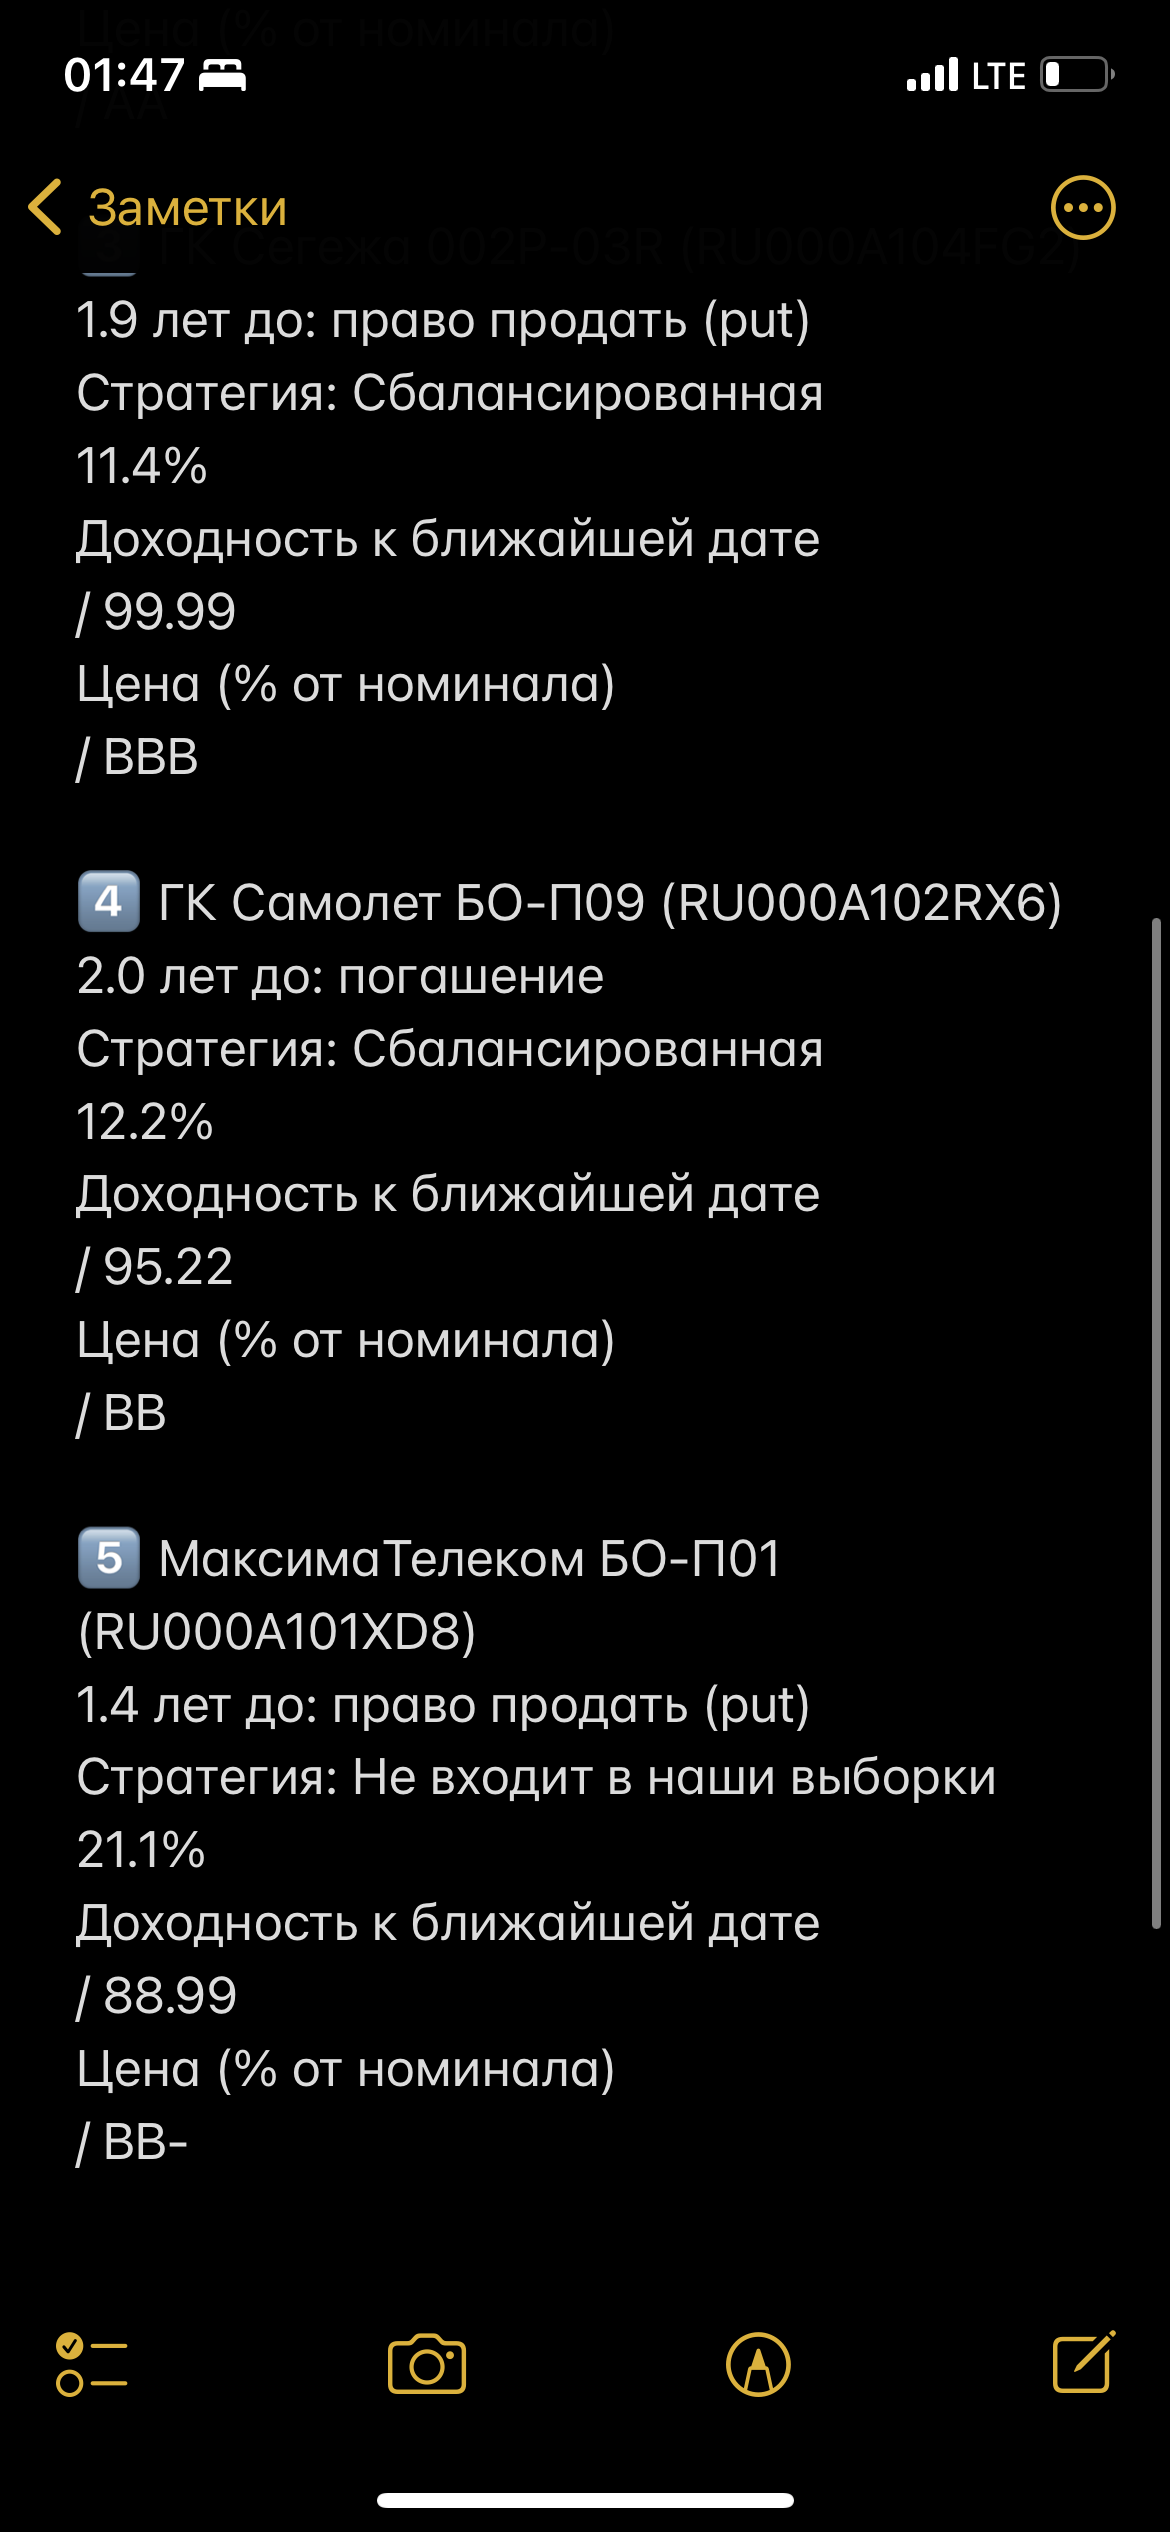 Цена (% от номинала)
01:47 LTE
/ AA
Заметки
3 ГК Сегежа 002P-03R (RU000A104FG2)
1.9 лет до: право продать (put)
Стратегия: Сбалансированная
11.4%
Доходность к ближайшей дате
/ 99.99
Цена (% от номинала)
/ BBB
4 ГК Самолет БО-П09 (RU000A102RX6)
2.0 лет до: погашение
Стратегия: Сбалансированная
12.2%
Доходность к ближайшей дате
/ 95.22
Цена (% от номинала)
/ BB
5 МаксимаТелеком БО-П01
(RU000A101XD8)
1.4 лет до: право продать (put)
Стратегия: Не входит в наши выборки
21.1%
Доходность к ближайшей дате
/ 88.99
Цена (% от номинала)
/ BB-